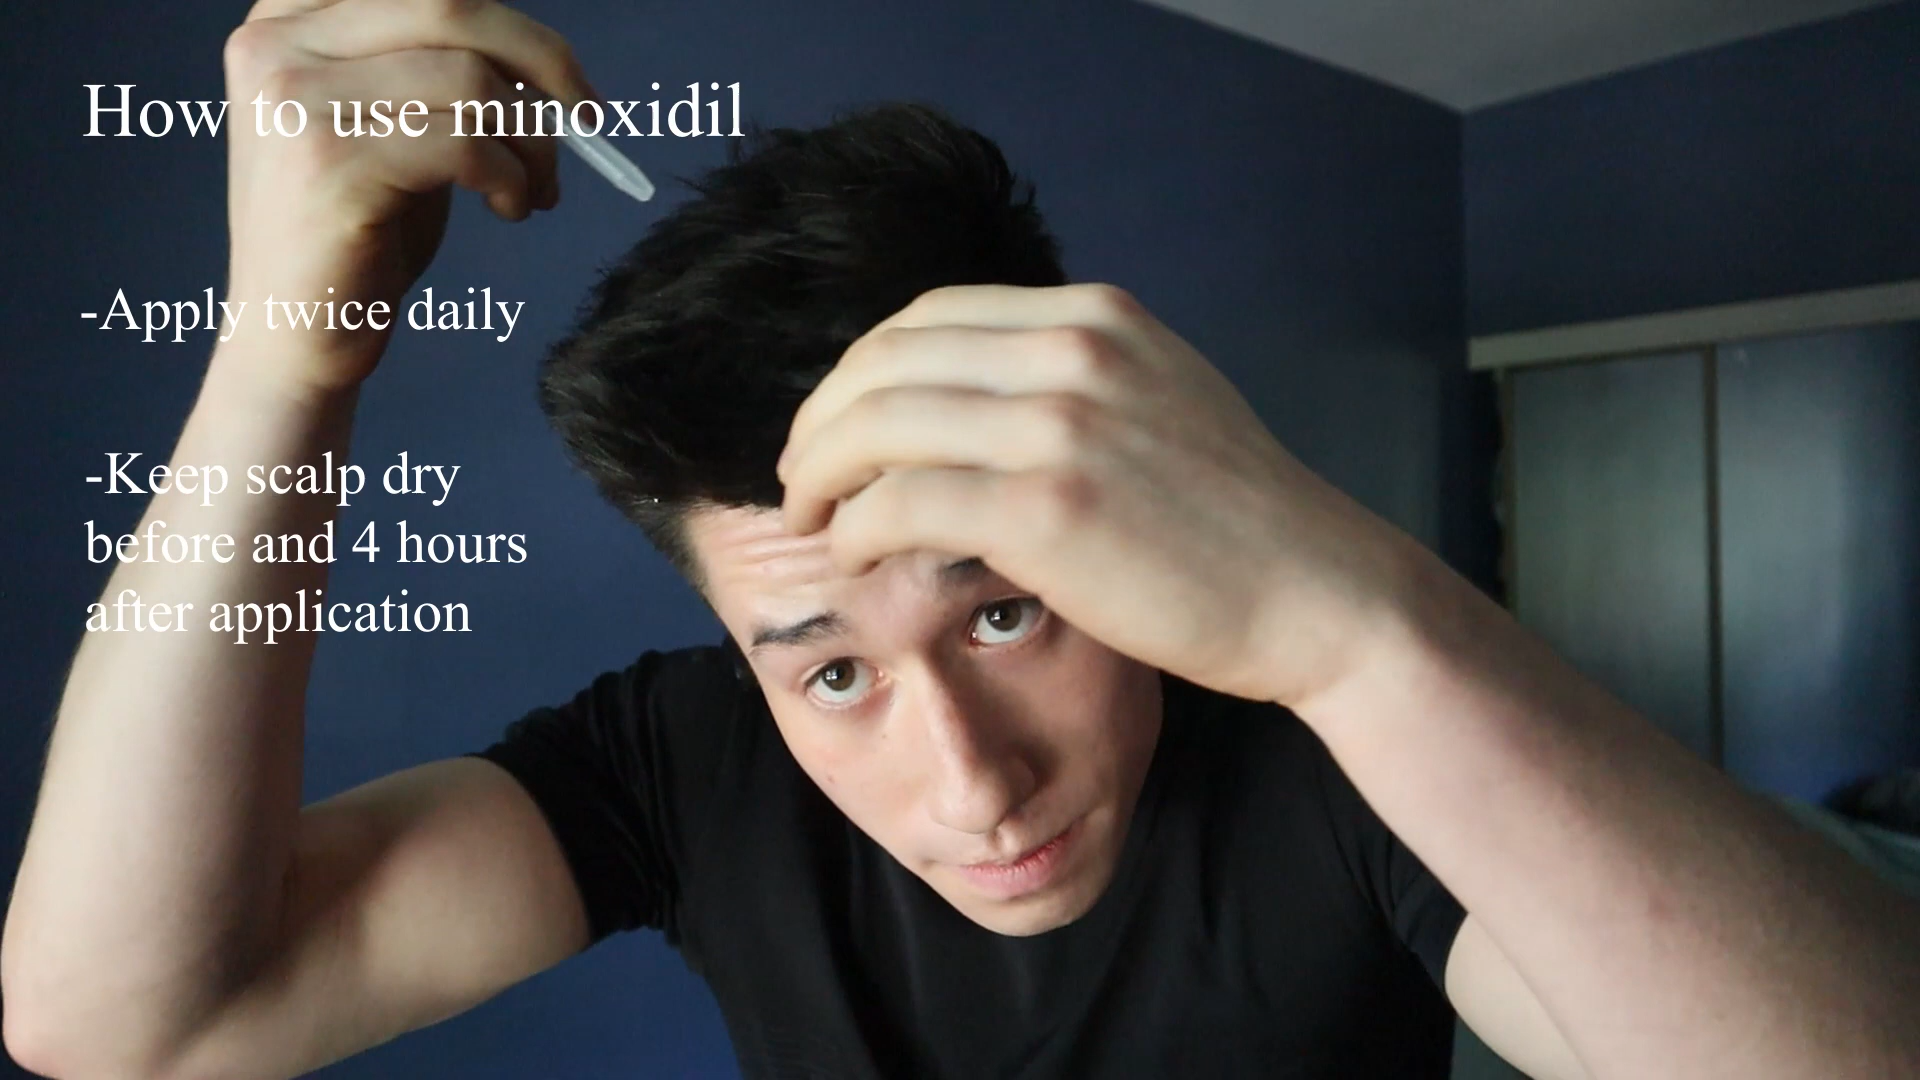 How to use minoxidil
-Apply twice daily
-Keep scalp dry
before and 4 hours
after application